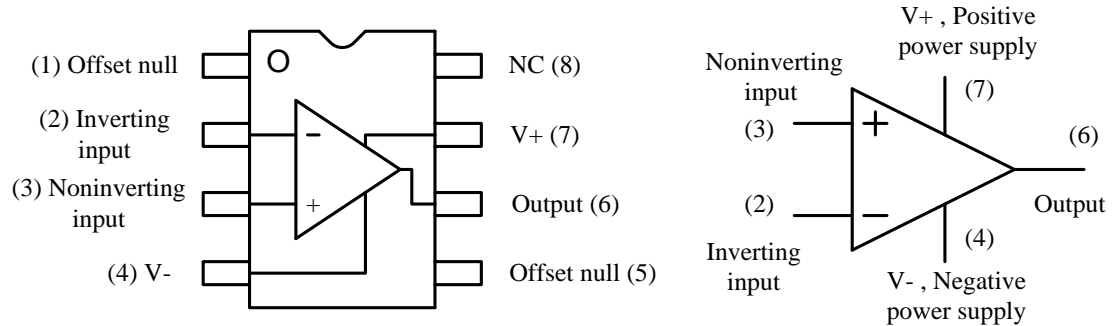 (1) Offset null
(2) Inverting
input
(3) Noninverting
input
(4) V-
O
-
+
NC (8)
V+ (7)
Output (6)
Offset null (5)
V+ , Positive
power supply
Noninverting
input
(7)
(3)
+
(6)
(2)
-
Output
(4)
Inverting
input
V- , Negative
power supply